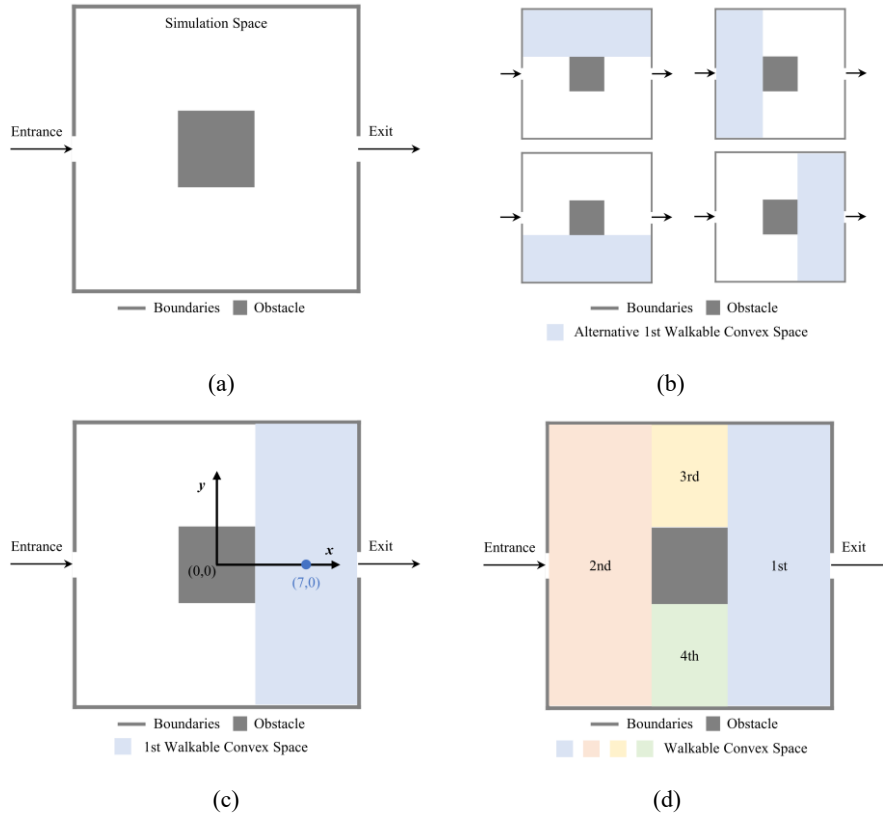 Simulation Space
Entrance
Exit
Boundaries Obstacle
(a)
Boundaries Obstacle
Alternative 1st Walkable Convex Space
(b)
y
x
Entrance
Exit
(0,0)
(7,0)
Boundaries Obstacle
1st Walkable Convex Space
(c)
3rd
Entrance
Exit
2nd
1st
4th
Boundaries Obstacle
Walkable Convex Space
(d)